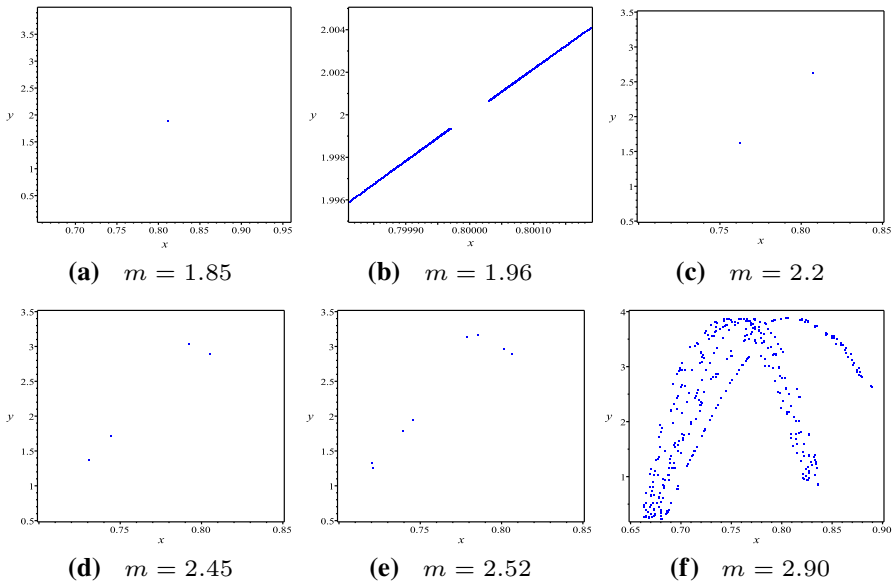 4
3.5
3
2.5
y 2
1.5
1
0.5
0.70 0.75 0.80 0.85 0.90 0.95
x
(a) m = 1.85
2.004
2.002
y 2
1.998
1.996
0.79990 0.80000 0.80010
x
(b) m = 1.96
3.5
3
2.5
y 2
1.5
1
0.5
0.75 0.80 0.85
x
(c) m = 2.2
3.5
3
2.5
y 2
1.5
1
0.5
0.75 0.80 0.85
x
(d) m = 2.45
3.5
3
2.5
y 2
1.5
1
0.5
0.75 0.80 0.85
x
(e) m = 2.52
4
3
y 2
1
0.65 0.70 0.75 0.80 0.85 0.90
x
(f) m = 2.90